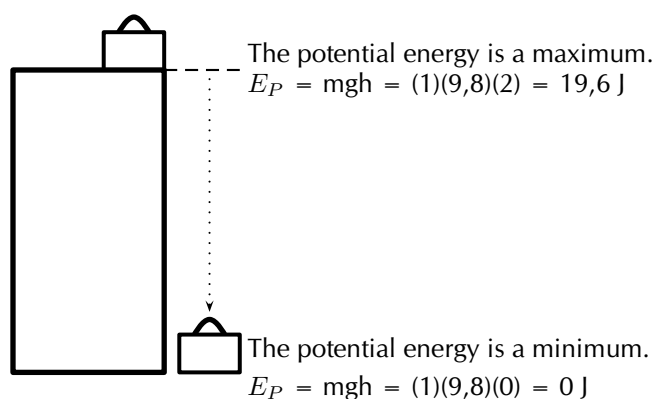 The potential energy is a maximum.
E_P = mgh = (1)(9,8)(2) = 19,6 J
The potential energy is a minimum.
E_P = mgh = (1)(9,8)(0) = 0 J